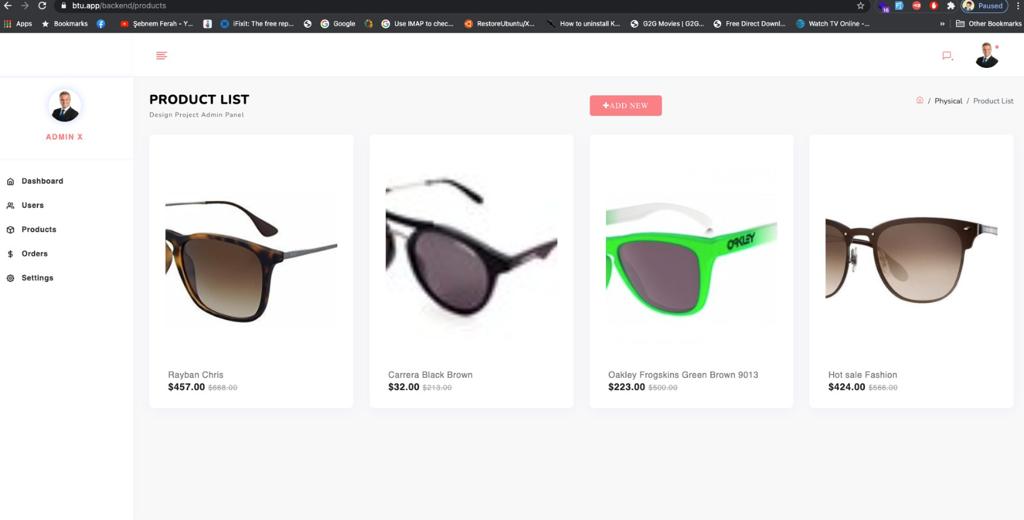 btu.app/backend/products
Paused
Apps
Bookmarks
Şebnem Ferah - Y...
iFixit: The free rep...
Google
Use IMAP to chec...
RestoreUbuntu/X...
How to uninstall K...
G2G Movies | G2G...
Free Direct Downl...
Watch TV Online -...
»
Other Bookmarks
16
ADMIN X
Dashboard
Users
Products
Orders
Settings
PRODUCT LIST
Design Project Admin Panel
+ADD NEW
/ Physical / Product List
OAKLEY
Rayban Chris
$457.00 $668.00
Carrera Black Brown
$32.00 $213.00
Oakley Frogskins Green Brown 9013
$223.00 $500.00
Hot sale Fashion
$424.00 $566.00